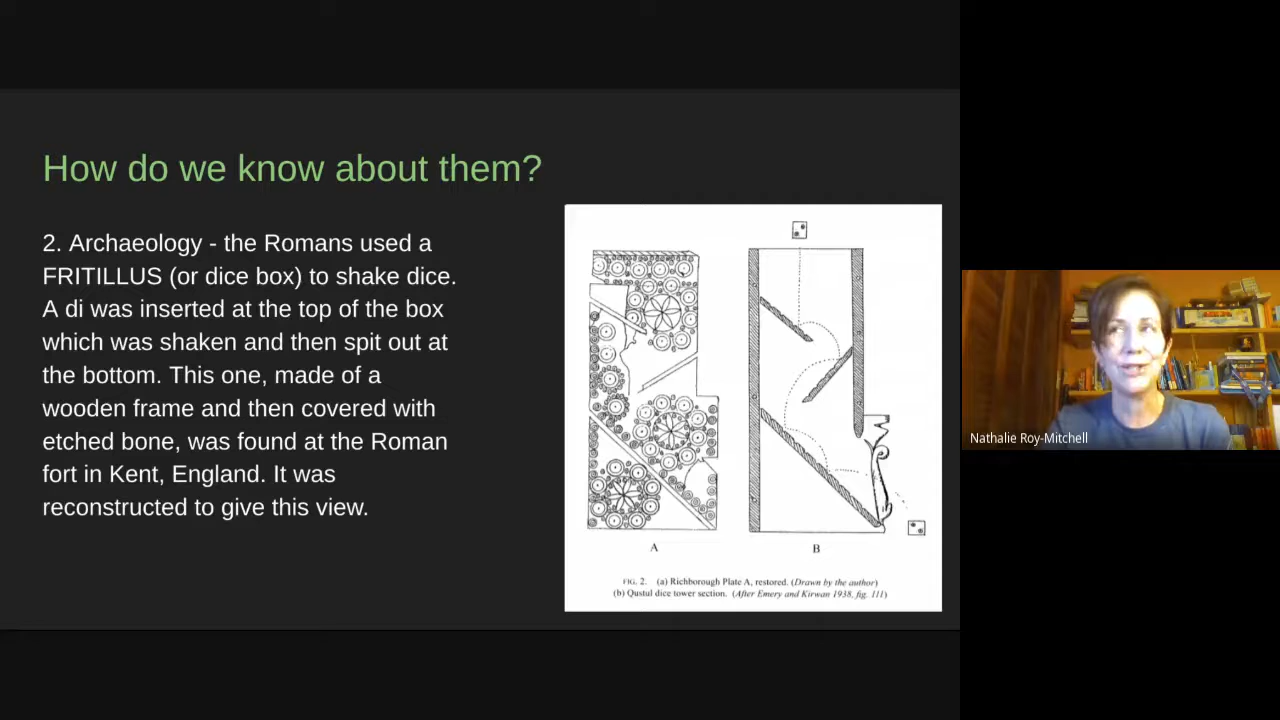 How do we know about them?
2. Archaeology - the Romans used a
FRITILLUS (or dice box) to shake dice.
A di was inserted at the top of the box
which was shaken and then spit out at
the bottom. This one, made of a
wooden frame and then covered with
etched bone, was found at the Roman
fort in Kent, England. It was
reconstructed to give this view.
A
B
FIG. 2. (a) Richborough Plate A, restored. (Drawn by the author)
(b) Qustul dice tower section. (After Emery and Kirwan 1938, fig. 111)
Nathalie Roy-Mitchell